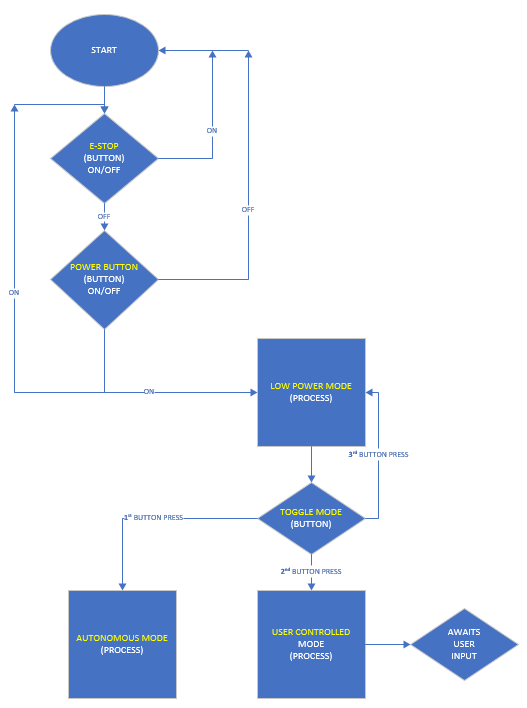 START
E-STOP
(BUTTON)
ON/OFF
ON
OFF
OFF
POWER BUTTON
(BUTTON)
ON/OFF
ON
ON
LOW POWER MODE
(PROCESS)
3rd BUTTON PRESS
TOGGLE MODE
(BUTTON)
1st BUTTON PRESS
2nd BUTTON PRESS
AUTONOMOUS MODE
(PROCESS)
USER CONTROLLED
MODE
(PROCESS)
AWAITS
USER
INPUT